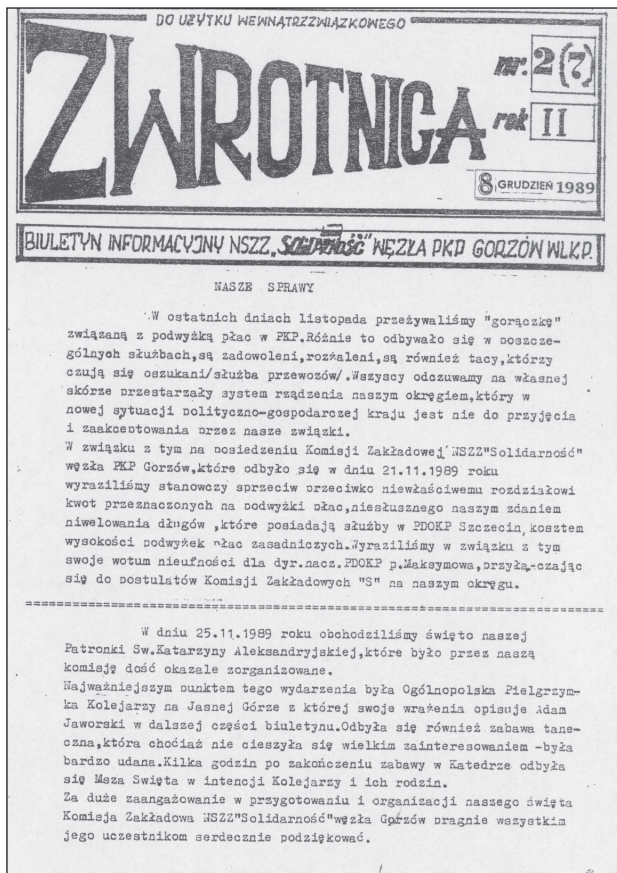 DO UŻYTKU WEWNĄTRZZWIĄZKOWEGO
ZWROTNICA
nr. 2(7)
rok II
8 GRUDZIEŃ 1989
BIULETYN INFORMACYJNY NSZZ „SOLIDARNOŚĆ" WĘZŁA PKP GORZÓW WLKP.
NASZE SPRAWY
W ostatnich dniach listopada przeżywaliśmy "gorączkę"
związaną z podwyżką płac w PKP.Różnie to odbywało się w poszcze-
gólnych służbach,są zadowoleni,rozżaleni,są również tacy,którzy
czują się oszukani/służba przewozów/.Wszyscy odczuwamy na własnej
skórze przestarzały system rządzenia naszym okręgiem,który w
nowej sytuacji polityczno-gospodarczej kraju jest nie do przyjęcia
i zaakceptowania przez nasze związki.
W związku z tym na posiedzeniu Komisji Zakładowej NSZZ"Solidarność"
węzła PKP Gorzów,które odbyło się w dniu 21.11.1989 roku
wyraziliśmy stanowczy sprzeciw przeciwko niewłaściwemu rozdziałowi
kwot przeznaczonych na podwyżki płac,niesłusznego naszym zdaniem
niwelowania długów ,które posiadają służby w PDOKP Szczecin,kosztem
wysokości podwyżek płac zasadniczych.Wyraziliśmy w związku z tym
swoje wotum nieufności dla dyr.nacz.PDOKP p.Maksymowa,przyłą-czając
się do postulatów Komisji Zakładowych "S" na naszym okręgu.
W dniu 25.11.1989 roku obchodziliśmy święto naszej
Patronki Sw.Katarzyny Aleksandryjskiej,które było przez naszą
komisję dość okazale zorganizowane.
Najważniejszym punktem tego wydarzenia była Ogólnopolska Pielgrzym-
ka Kolejarzy na Jasnej Górze z której swoje wrażenia opisuje Adam
Jaworski w dalszej części biuletynu.Odbyła się również zabawa tane-
czna,która chociaż nie cieszyła się wielkim zainteresowaniem -była
bardzo udana.Kilka godzin po zakończeniu zabawy w Katedrze odbyła
się Msza Swięta w intencji Kolejarzy i ich rodzin.
Za duże zaangażowanie w przygotowaniu i organizacji naszego święta
Komisja Zakładowa NSZZ"Solidarność"węzła Gorzów pragnie wszystkim
jego uczestnikom serdecznie podziękować.